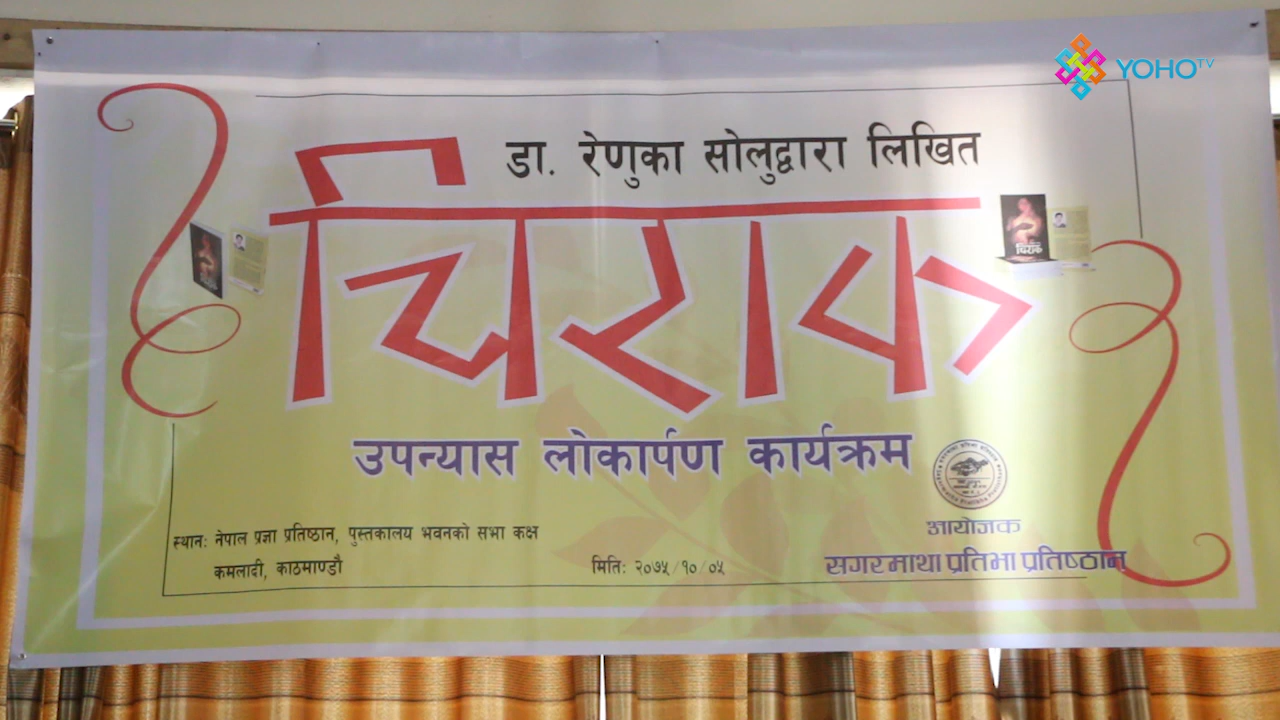 YOHO TV
डा. रेणुका सोलुद्वारा लिखित
चिराक
चिराक
उपन्यास लोकार्पण कार्यक्रम
स्थान: नेपाल प्रज्ञा प्रतिष्ठान, पुस्तकालय भवनको सभा कक्ष
कमलादी, काठमाण्डौ
मिति: २०७५/१०/०५
आयोजक
सगरमाथा प्रतिभा प्रतिष्ठान्